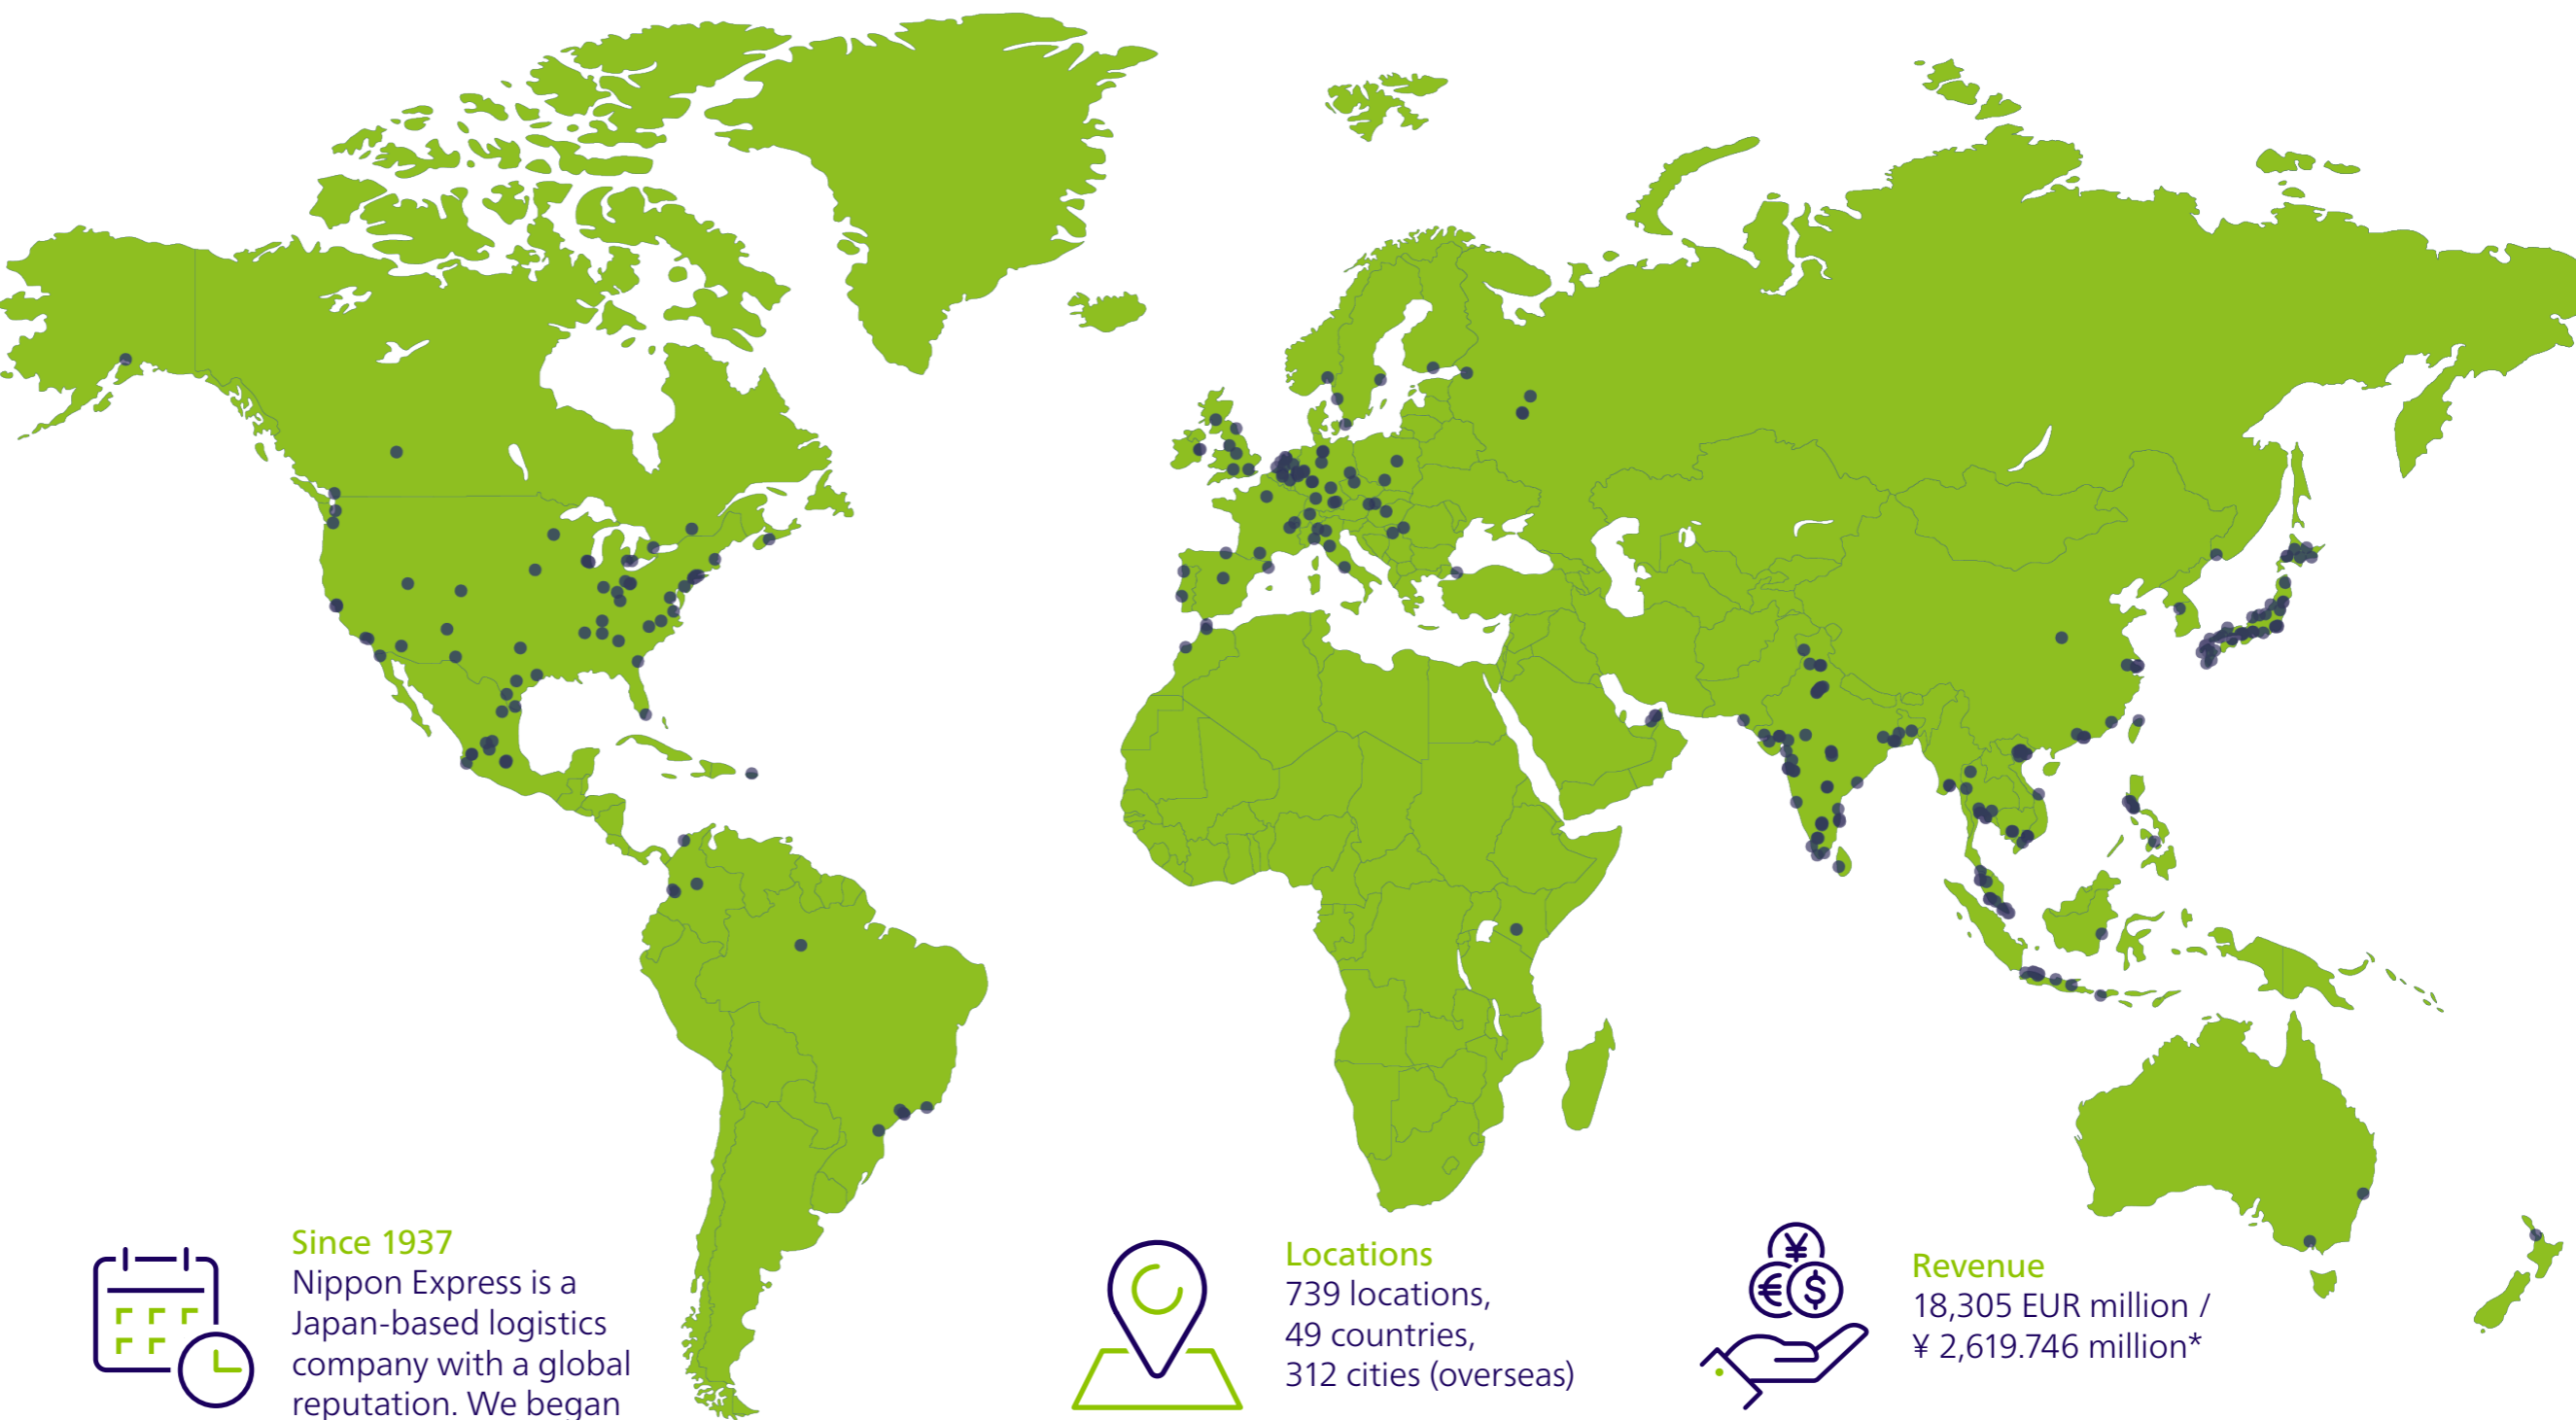 Since 1937
Nippon Express is a
Japan-based logistics
company with a global
reputation. We began
Locations
739 locations,
49 countries,
312 cities (overseas)
Revenue
18,305 EUR million /
¥ 2,619.746 million*